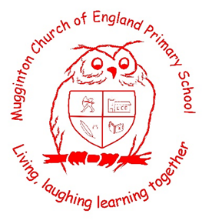 Mugginton Church of England Primary School
Living, laughing learning together